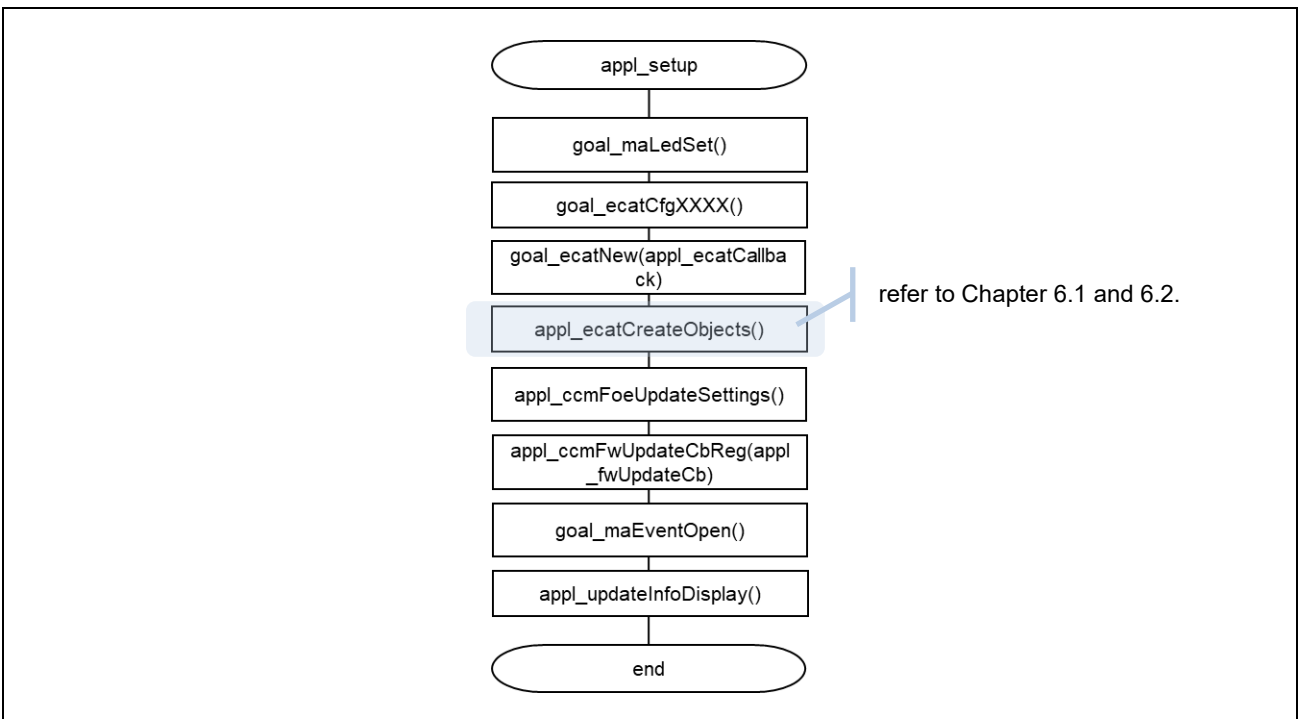 appl_setup
goal_maLedSet()
goal_ecatCfgXXXX()
goal_ecatNew(appl_ecatCallba
ck)
appl_ecatCreateObjects()
refer to Chapter 6.1 and 6.2.
appl_ccmFoeUpdateSettings()
appl_ccmFwUpdateCbReg(appl
_fwUpdateCb)
goal_maEventOpen()
appl_updateInfoDisplay()
end